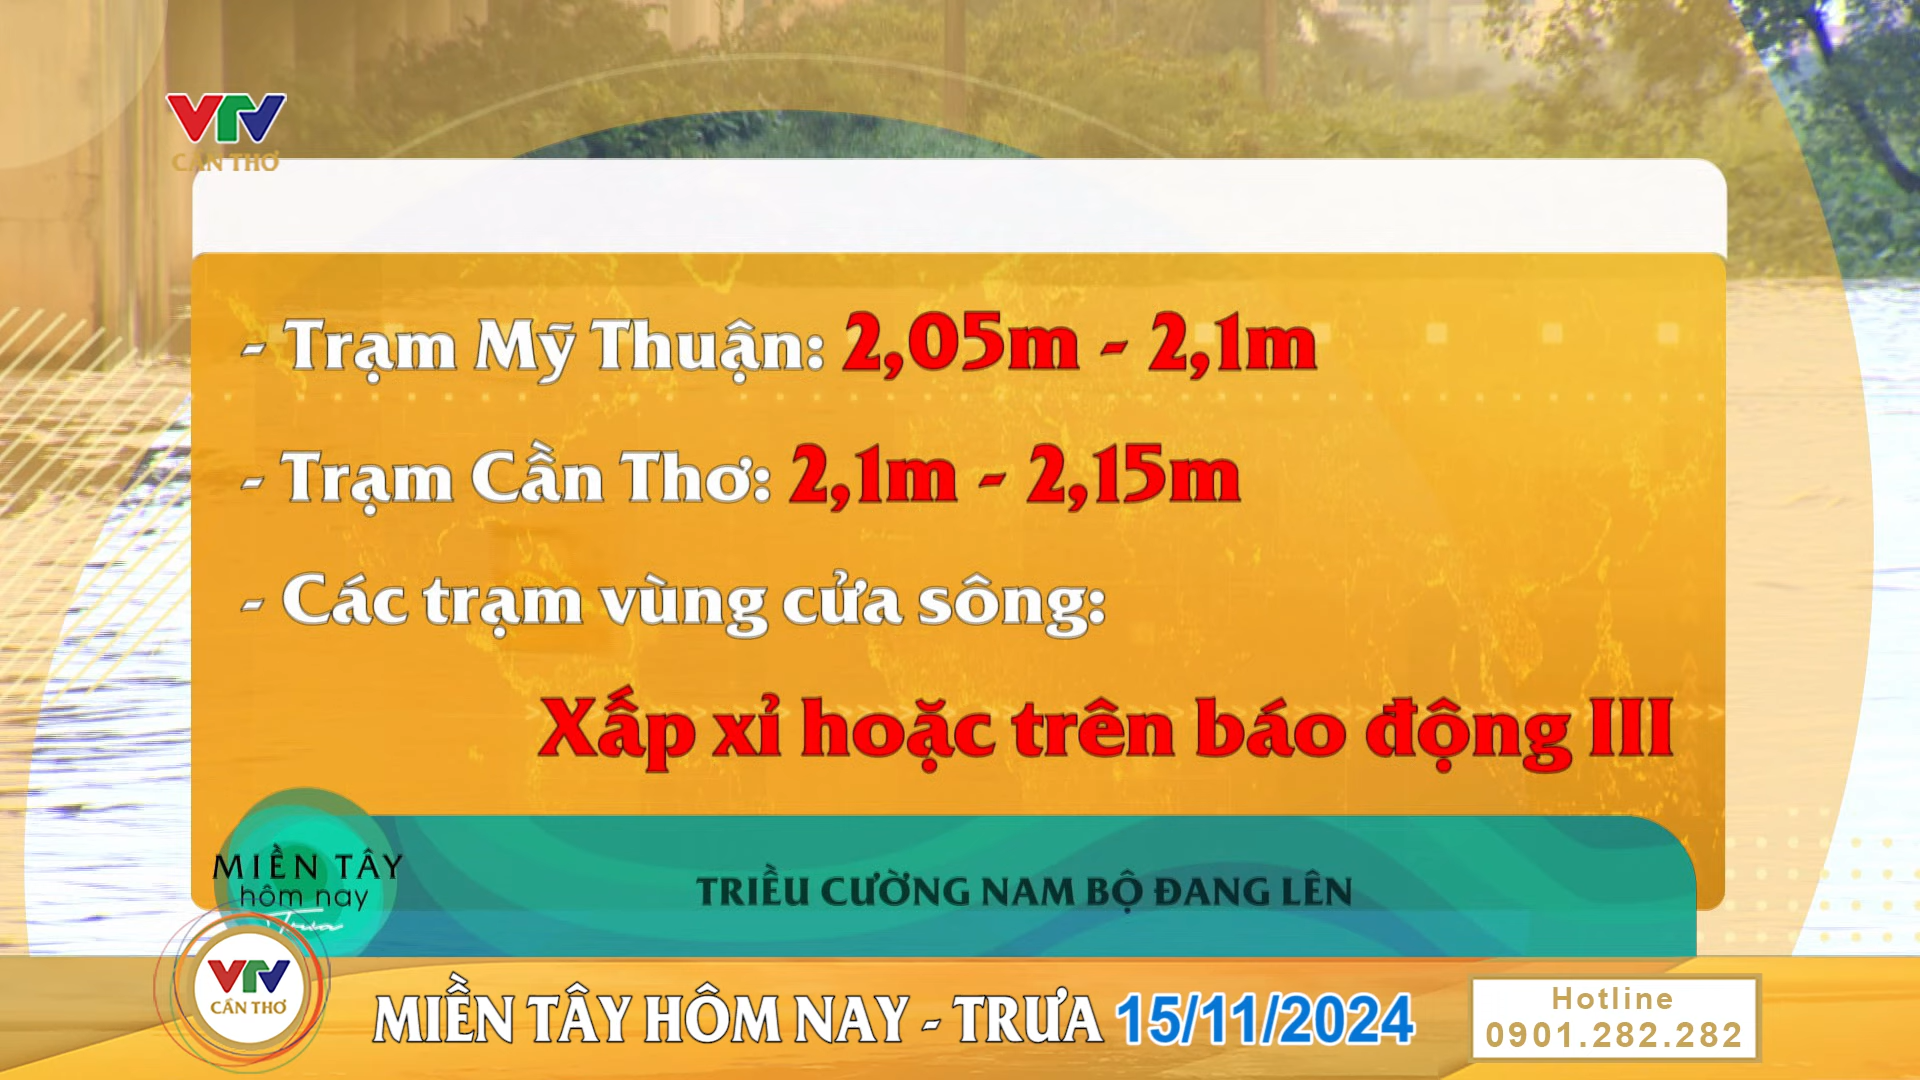 VTV
CẦN THƠ
- Trạm Mỹ Thuận: 2,05m - 2,1m
- Trạm Cần Thơ: 2,1m - 2,15m
- Các trạm vùng cửa sông:
Xấp xỉ hoặc trên báo động III
MIỀN TÂY
hôm nay
Trưa
TRIỀU CƯỜNG NAM BỘ ĐANG LÊN
VTV
CẦN THƠ
MIỀN TÂY HÔM NAY - TRƯA 15/11/2024
Hotline
0901.282.282